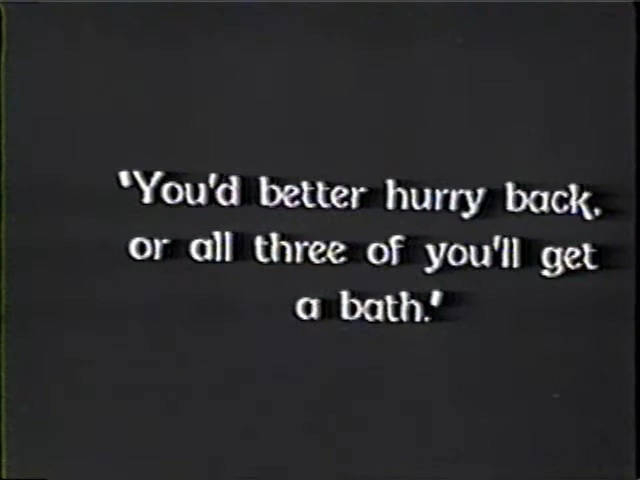 'You'd better hurry back,
or all three of you'll get
a bath.'